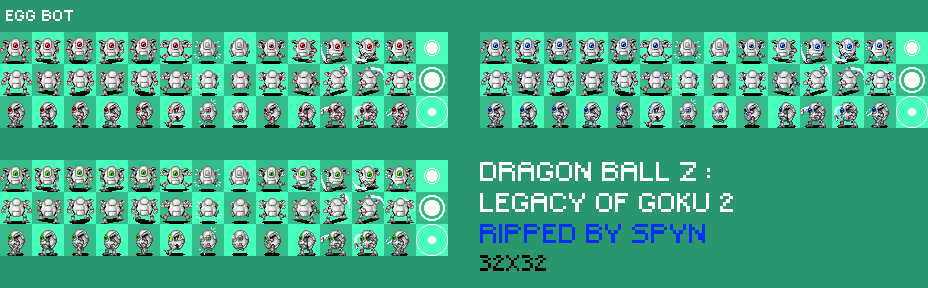 EGG BOT
DRAGON BALL Z :
LEGACY OF GOKU 2
RIPPED BY SPYN
32X32